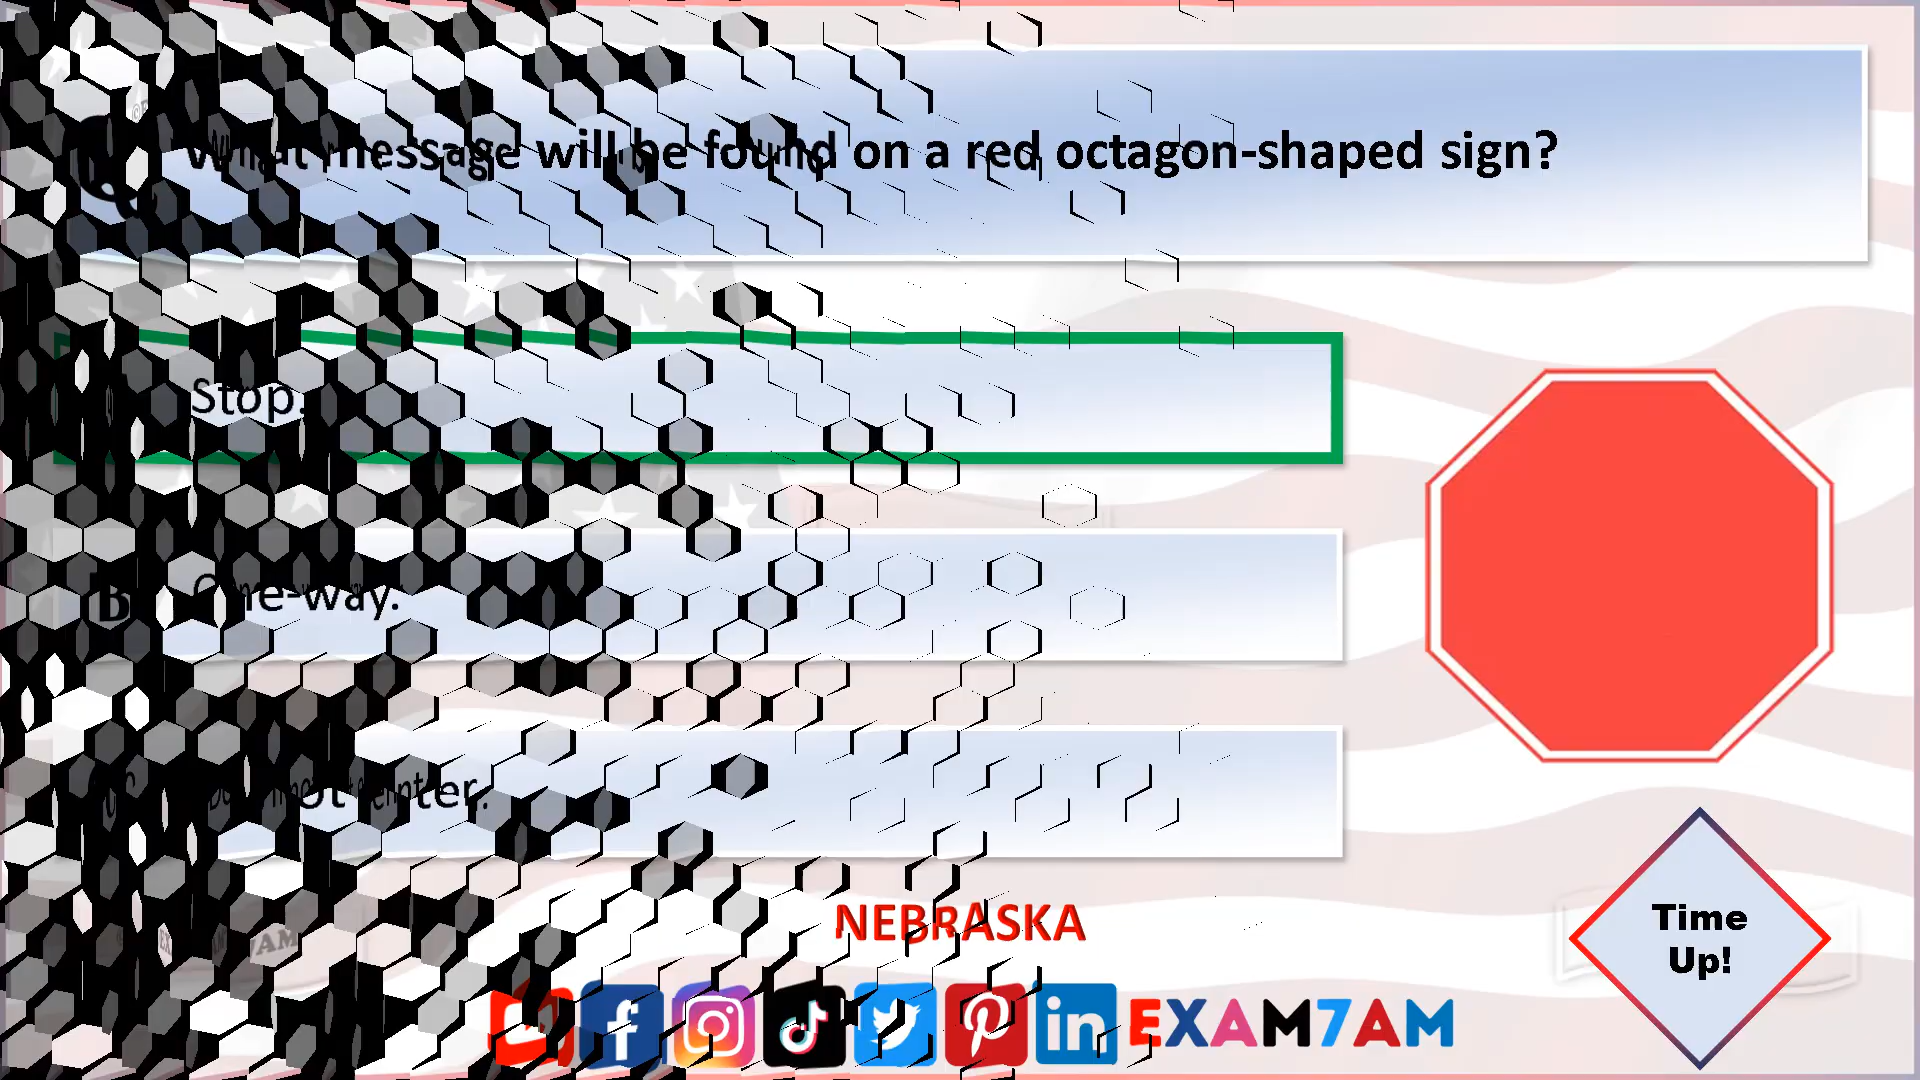 Q What message will be found on a red octagon-shaped sign?
Stop.
B One-way.
C Do not enter.
NEBRASKA
EXAM7AM
Time
Up!